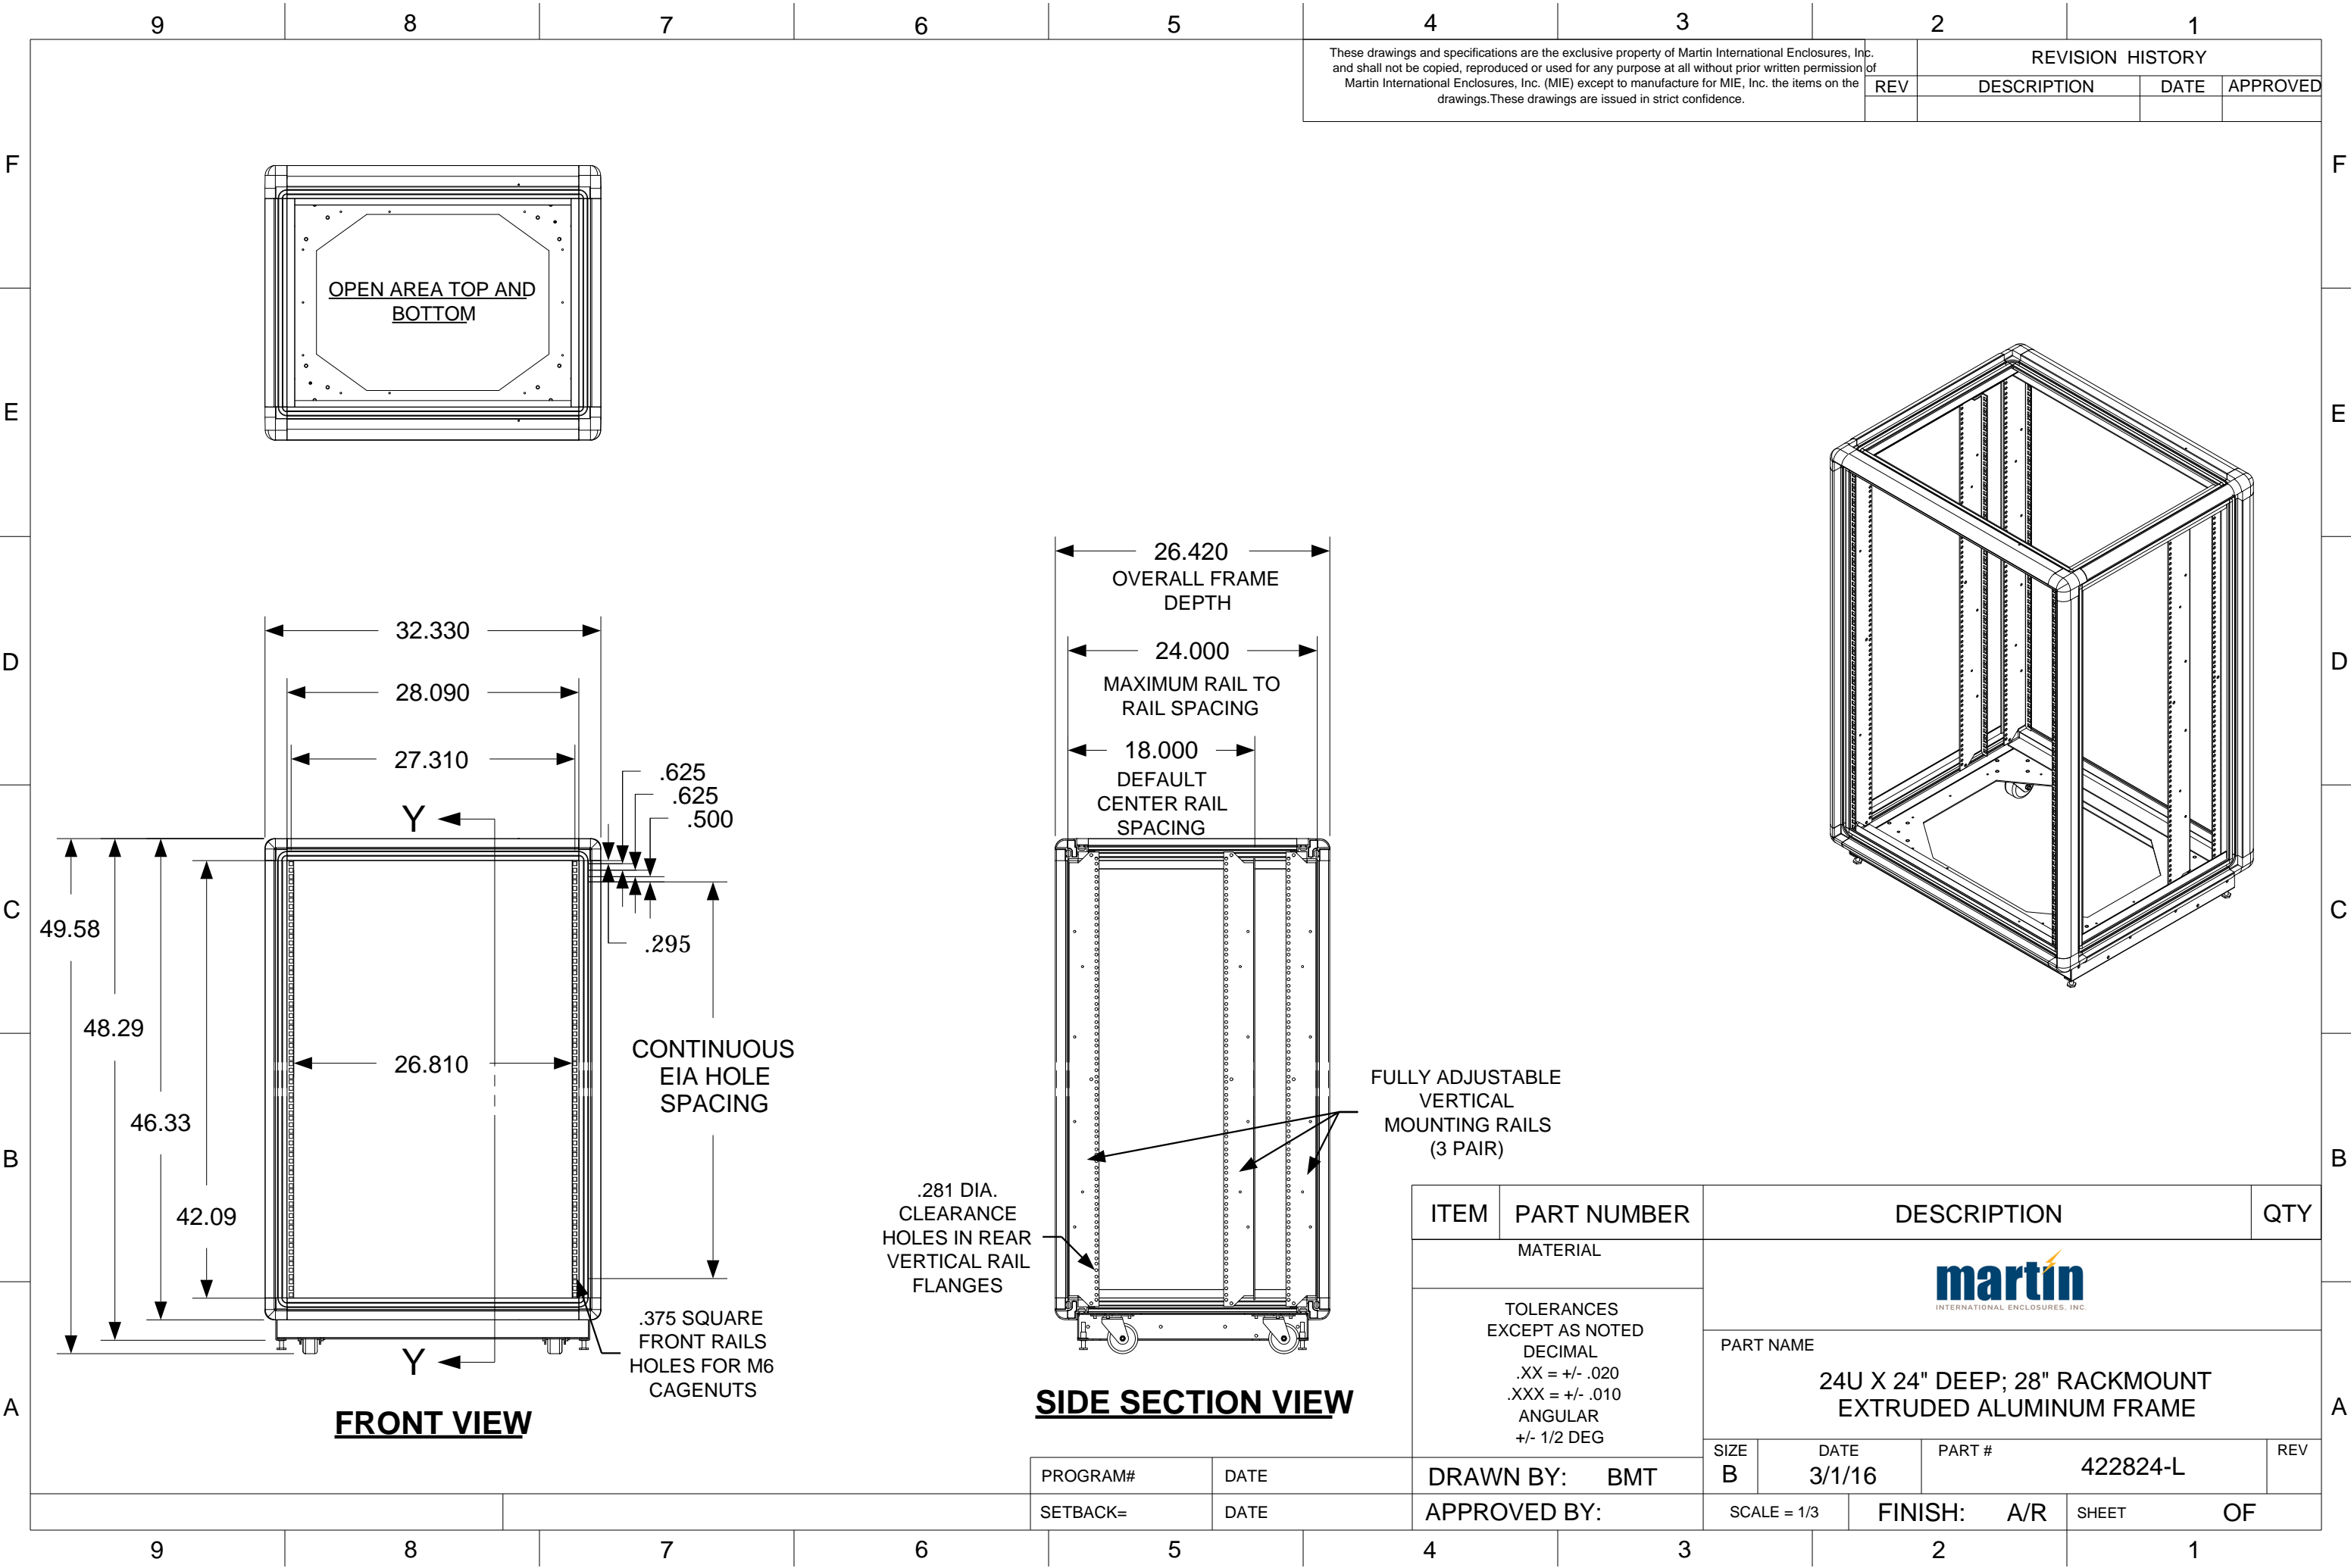 9 8 7 6 5 4 3 2 1
These drawings and specifications are the exclusive property of Martin International Enclosures, Inc.
and shall not be copied, reproduced or used for any purpose at all without prior written permission of
Martin International Enclosures, Inc. (MIE) except to manufacture for MIE, Inc. the items on the
drawings.These drawings are issued in strict confidence.
REVISION HISTORY
REV DESCRIPTION DATE APPROVED
F F
OPEN AREA TOP AND
BOTTOM
E E
26.420
OVERALL FRAME
DEPTH
32.330
24.000
D D
28.090
MAXIMUM RAIL TO
RAIL SPACING
27.310
18.000
DEFAULT
CENTER RAIL
SPACING
.625
.625
.500
Y
C C
49.58
.295
48.29
26.810
CONTINUOUS
EIA HOLE
SPACING
46.33
FULLY ADJUSTABLE
VERTICAL
MOUNTING RAILS
(3 PAIR)
B B
42.09
.281 DIA.
CLEARANCE
HOLES IN REAR
VERTICAL RAIL
FLANGES
.375 SQUARE
FRONT RAILS
HOLES FOR M6
CAGENUTS
Y
A A
FRONT VIEW
SIDE SECTION VIEW
ITEM PART NUMBER DESCRIPTION QTY
MATERIAL
martin
INTERNATIONAL ENCLOSURES, INC.
TOLERANCES
EXCEPT AS NOTED
DECIMAL
.XX = +/- .020
.XXX = +/- .010
ANGULAR
+/- 1/2 DEG
PART NAME
24U X 24" DEEP; 28" RACKMOUNT
EXTRUDED ALUMINUM FRAME
SIZE DATE PART # REV
B 3/1/16 422824-L
PROGRAM# DATE DRAWN BY: BMT
SETBACK= DATE APPROVED BY: SCALE = 1/3 FINISH: A/R SHEET OF
9 8 7 6 5 4 3 2 1